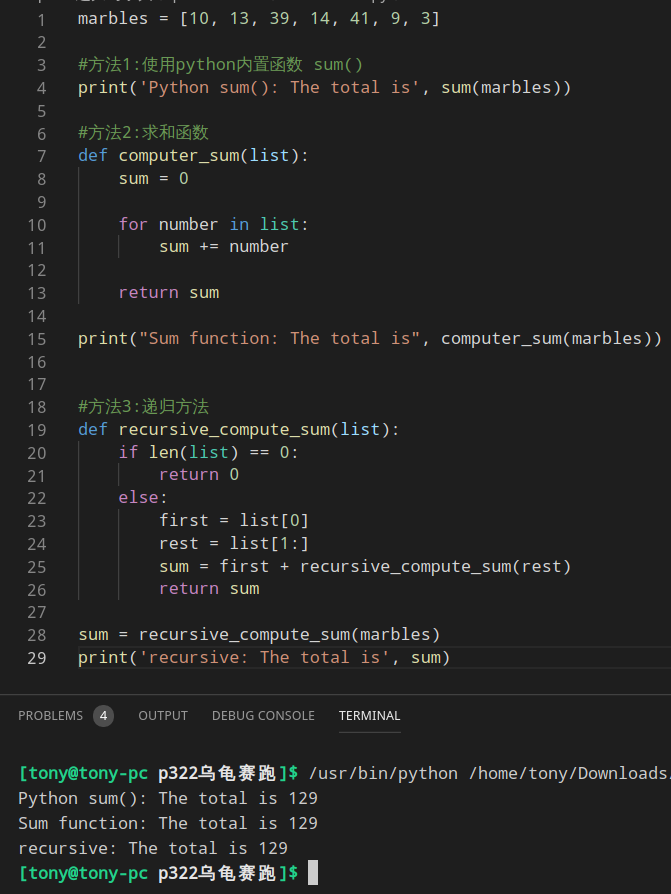 1 marbles = [10, 13, 39, 14, 41, 9, 3]
2
3 #方法1:使用python内置函数 sum()
4 print('Python sum(): The total is', sum(marbles))
5
6 #方法2:求和函数
7 def computer_sum(list):
8     sum = 0
9
10     for number in list:
11         sum += number
12
13     return sum
14
15 print("Sum function: The total is", computer_sum(marbles))
16
17
18 #方法3:递归方法
19 def recursive_compute_sum(list):
20     if len(list) == 0:
21         return 0
22     else:
23         first = list[0]
24         rest = list[1:]
25         sum = first + recursive_compute_sum(rest)
26         return sum
27
28 sum = recursive_compute_sum(marbles)
29 print('recursive: The total is', sum)
PROBLEMS 4 OUTPUT DEBUG CONSOLE TERMINAL
[tony@tony-pc p322乌龟赛跑]$ /usr/bin/python /home/tony/Downloads
Python sum(): The total is 129
Sum function: The total is 129
recursive: The total is 129
[tony@tony-pc p322乌龟赛跑]$